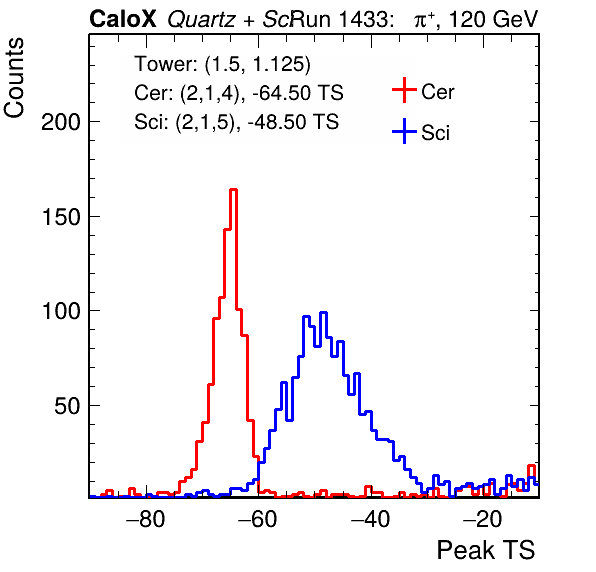 CaloX Quartz + ScRun 1433: π+, 120 GeV
Counts
Tower: (1.5, 1.125)
Cer: (2,1,4), -64.50 TS
Sci: (2,1,5), -48.50 TS
Cer
Sci
200
150
100
50
−80 −60 −40 −20
Peak TS